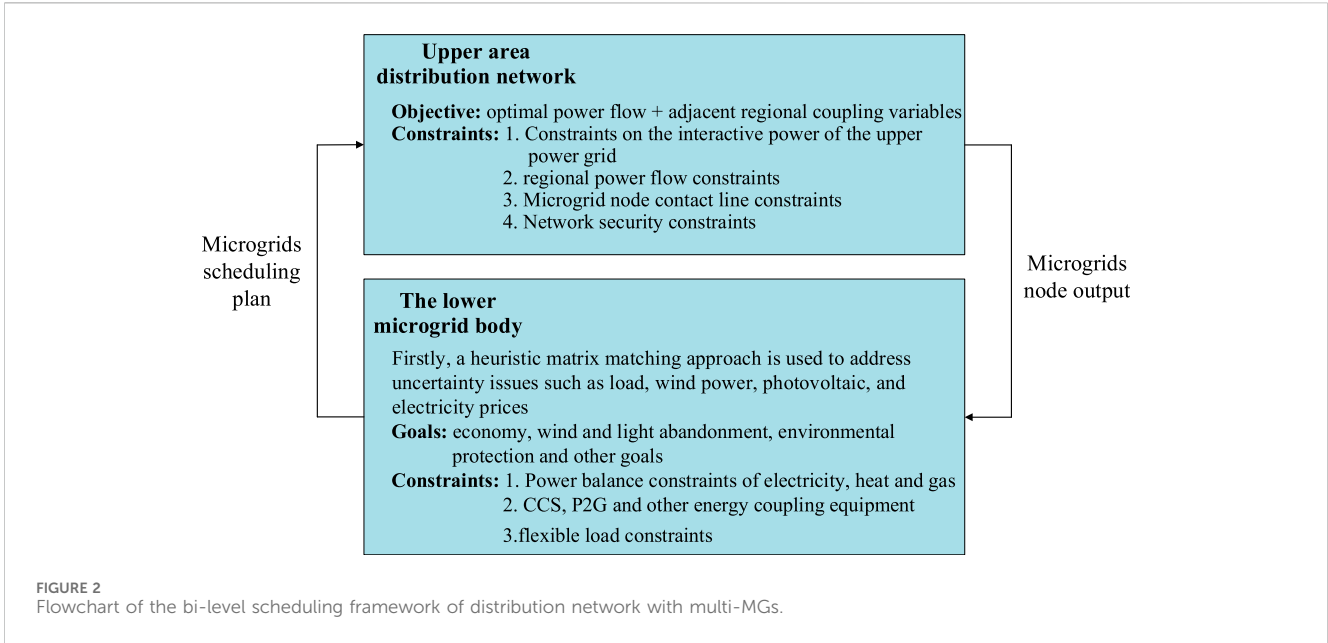 Upper area
distribution network
Objective: optimal power flow + adjacent regional coupling variables
Constraints: 1. Constraints on the interactive power of the upper
power grid
2. regional power flow constraints
3. Microgrid node contact line constraints
4. Network security constraints
Microgrids
scheduling
plan
Microgrids
node output
The lower
microgrid body
Firstly, a heuristic matrix matching approach is used to address
uncertainty issues such as load, wind power, photovoltaic, and
electricity prices
Goals: economy, wind and light abandonment, environmental
protection and other goals
Constraints: 1. Power balance constraints of electricity, heat and gas
2. CCS, P2G and other energy coupling equipment
3.flexible load constraints
FIGURE 2
Flowchart of the bi-level scheduling framework of distribution network with multi-MGs.